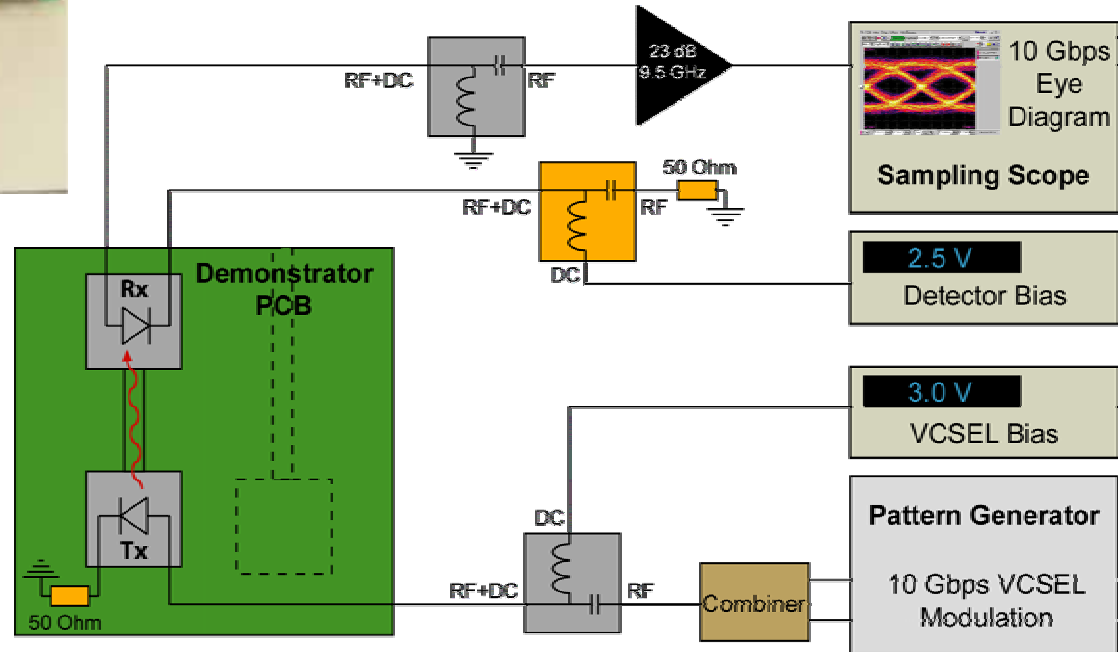 23 dB
9.5 GHz
RF+DC
RF
10 Gbps
Eye
Diagram
Sampling Scope
50 Ohm
RF+DC
RF
DC
2.5 V
Detector Bias
Demonstrator
PCB
Rx
3.0 V
VCSEL Bias
Tx
50 Ohm
DC
RF+DC
RF
Combiner
Pattern Generator
10 Gbps VCSEL
Modulation